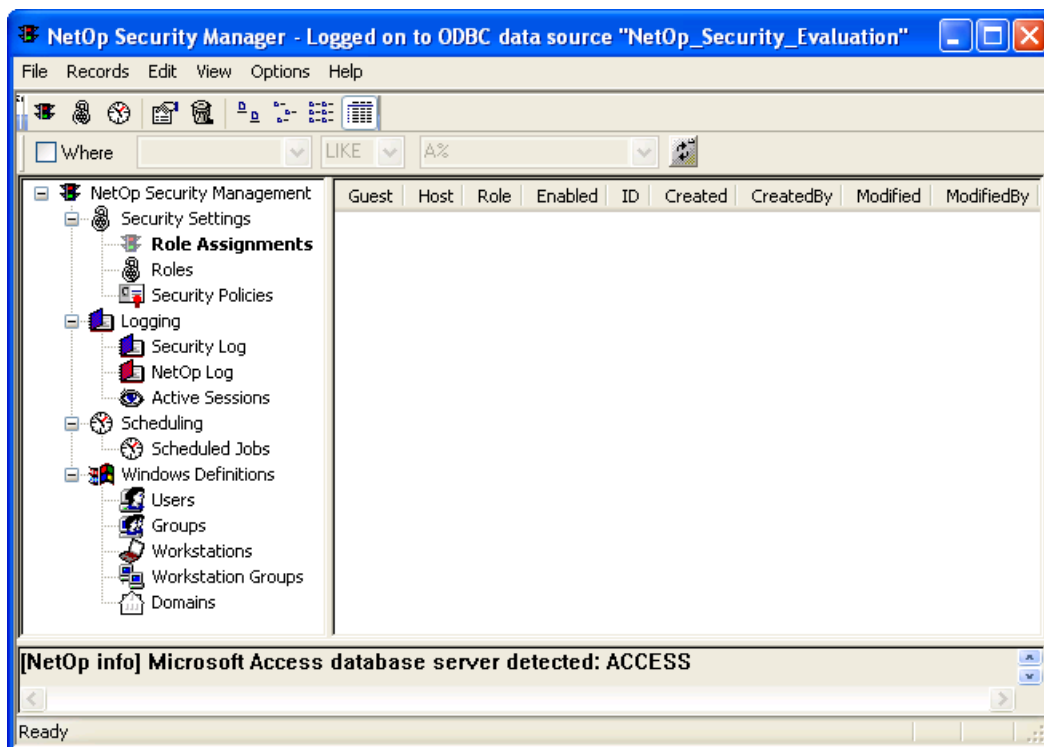 NetOp Security Manager - Logged on to ODBC data source "NetOp_Security_Evaluation"
File Records Edit View Options Help
Where LIKE A%
NetOp Security Management
Security Settings
Role Assignments
Roles
Security Policies
Logging
Security Log
NetOp Log
Active Sessions
Scheduling
Scheduled Jobs
Windows Definitions
Users
Groups
Workstations
Workstation Groups
Domains
Guest Host Role Enabled ID Created CreatedBy Modified ModifiedBy
[NetOp info] Microsoft Access database server detected: ACCESS
Ready